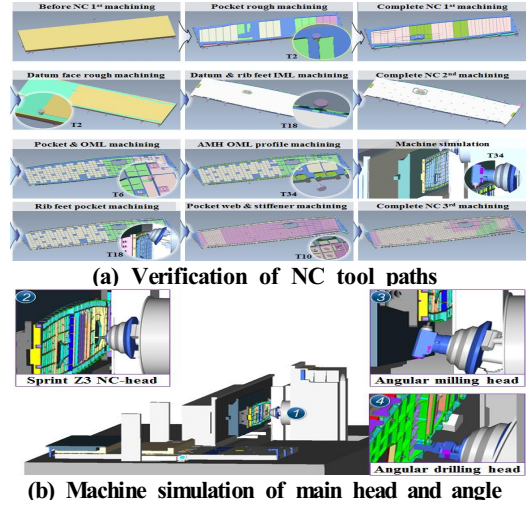 Before NC 1st machining
Pocket rough machining
Complete NC 1st machining
T2
Datum face rough machining
Datum & rib feet IML machining
Complete NC 2nd machining
T2
T18
Pocket & OML machining
AMH OML profile machining
Machine simulation
T6
T34
T34
Rib feet pocket machining
Pocket web & stiffener machining
Complete NC 3rd machining
T18
T10
(a) Verification of NC tool paths
2
Sprint Z3 NC-head
1
3
Angular milling head
4
Angular drilling head
(b) Machine simulation of main head and angle